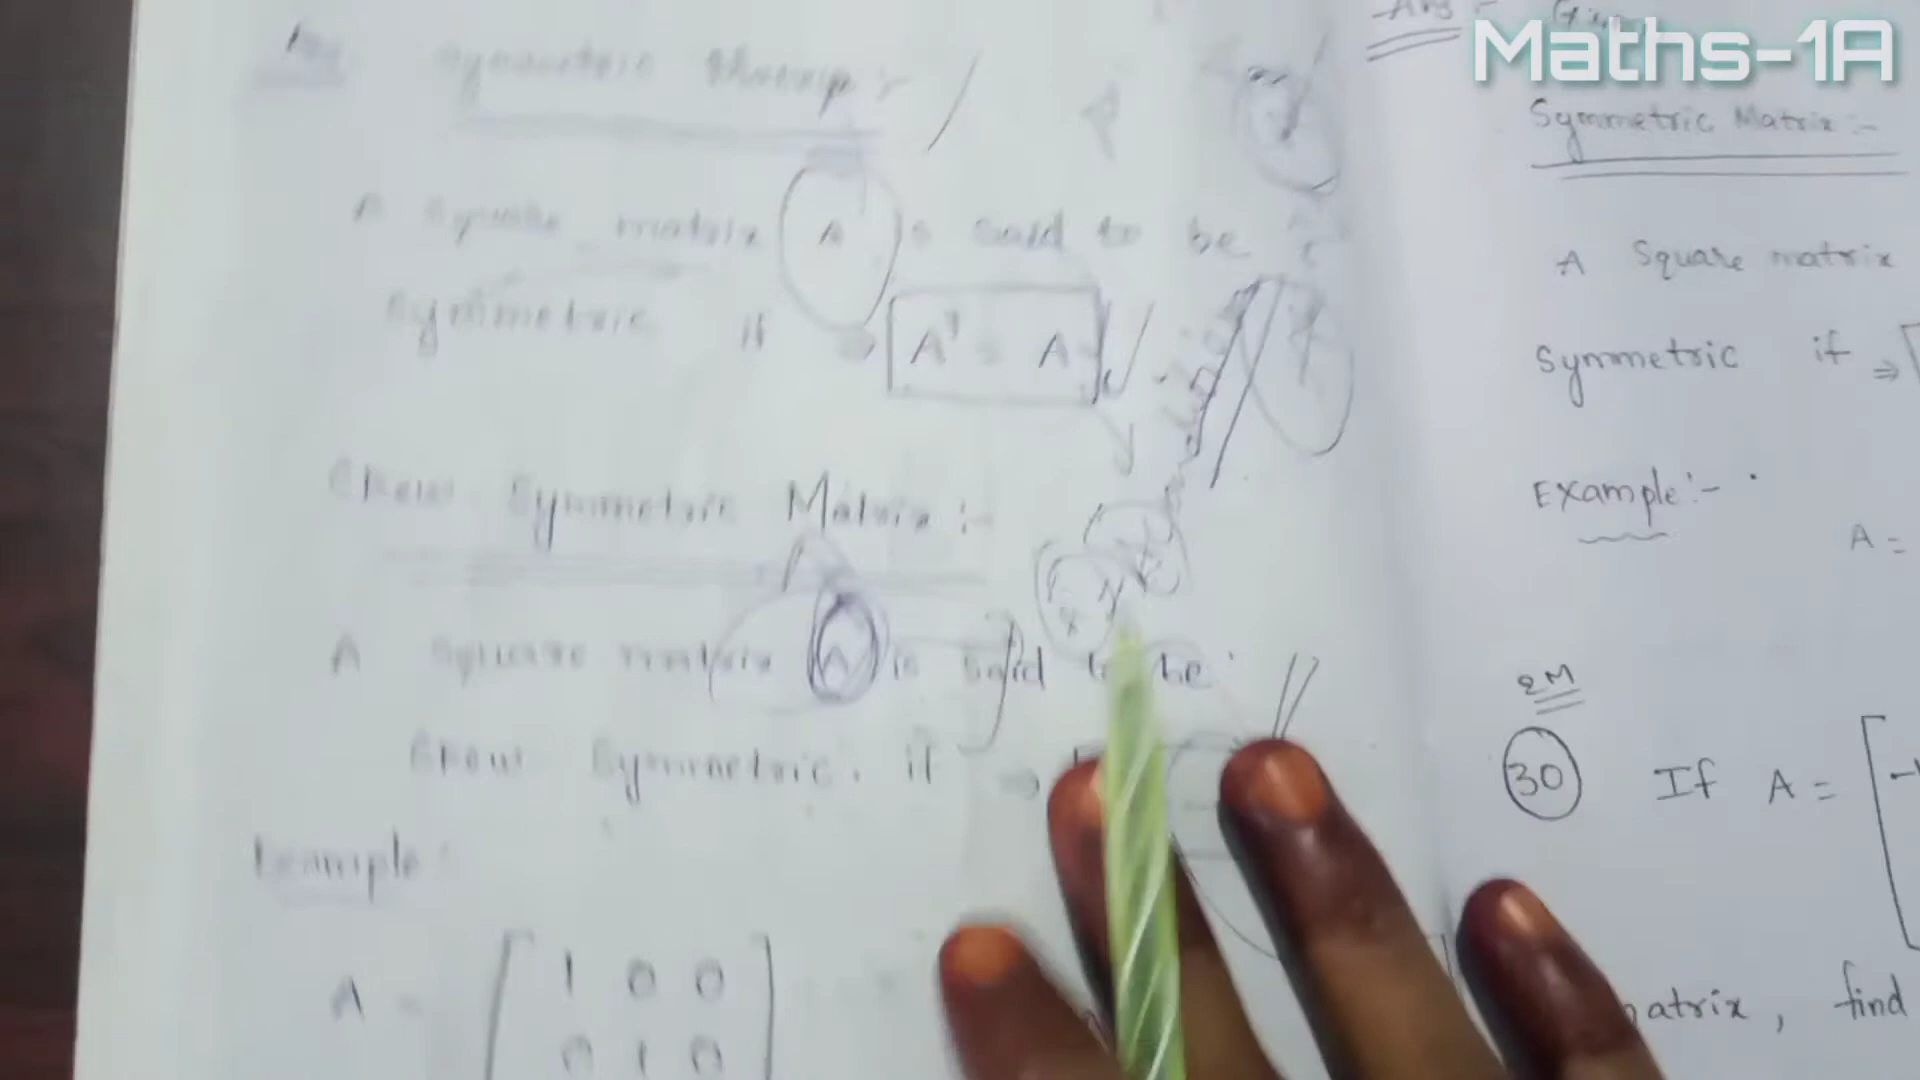 Symmetric
A square matrix A is said to be
Symmetric if Aᵀ = A
Skew Symmetric Matrix :-
A square matrix A is said to be
Skew Symmetric. if ⇒
Example :
A = [ 1 0 0
0 1 0
Maths-1A
Symmetric Matrix :-
A Square matrix
Symmetric if ⇒
Example :-
A =
2M
30 If A = [
matrix, find